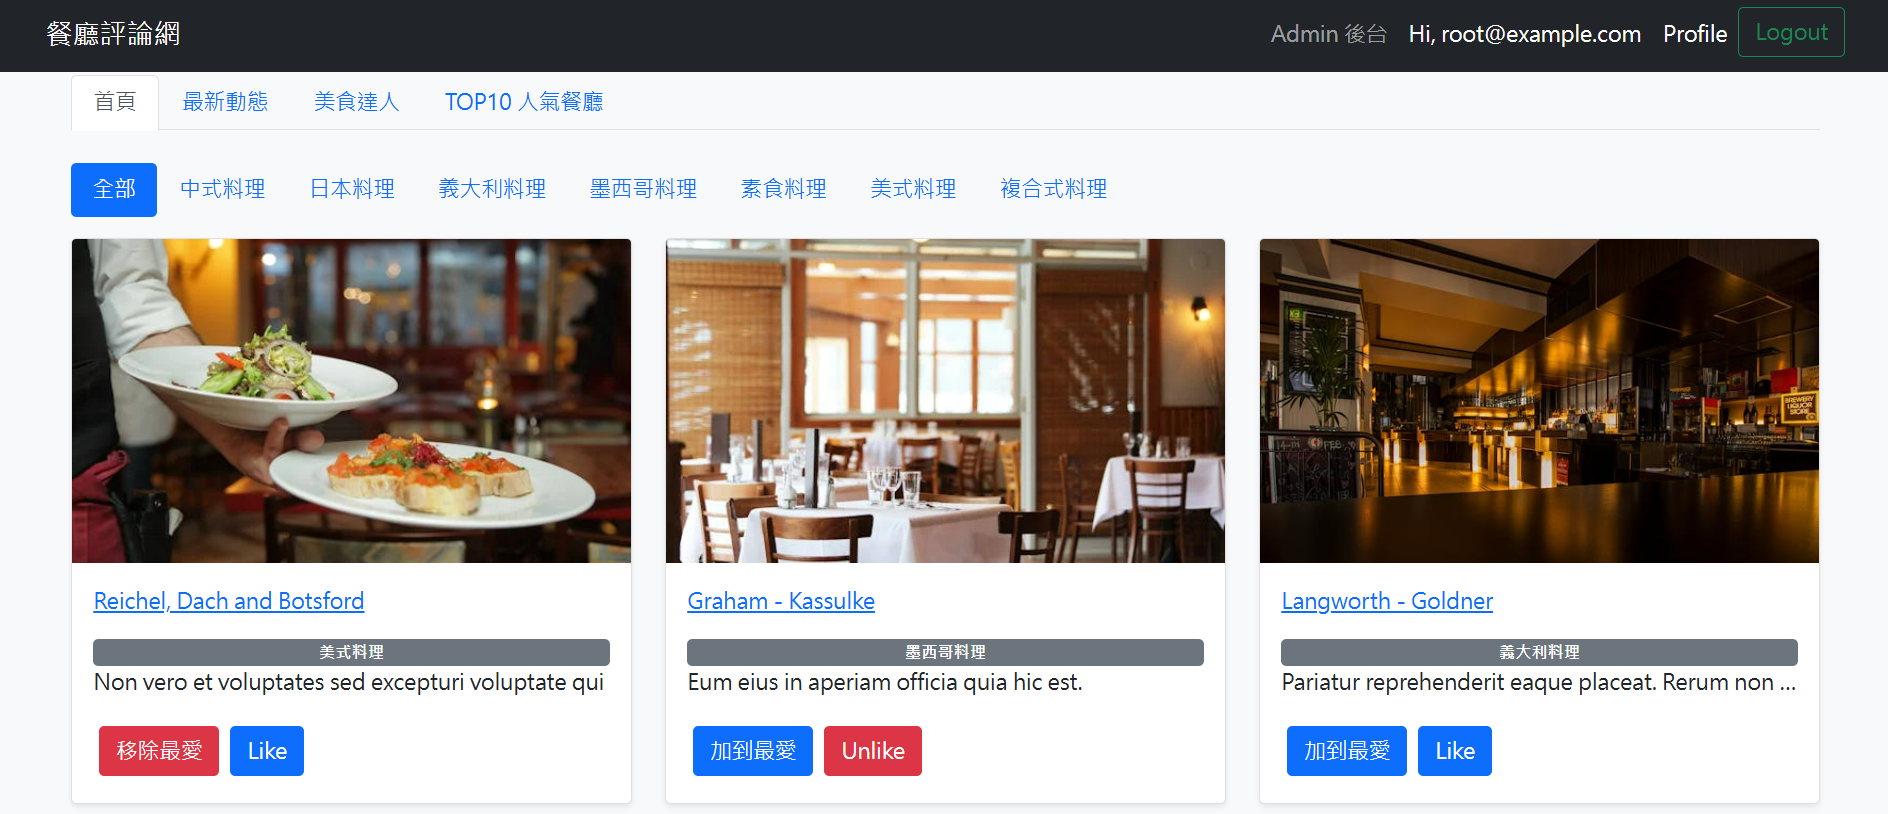 餐廳評論網
Admin 後台 Hi, root@example.com Profile Logout
首頁 最新動態 美食達人 TOP10 人氣餐廳
全部 中式料理 日本料理 義大利料理 墨西哥料理 素食料理 美式料理 複合式料理
BREWERY
LIQUOR
STORE
Reichel, Dach and Botsford
美式料理
Non vero et voluptates sed excepturi voluptate qui
移除最愛 Like
Graham - Kassulke
墨西哥料理
Eum eius in aperiam officia quia hic est.
加到最愛 Unlike
Langworth - Goldner
義大利料理
Pariatur reprehenderit eaque placeat. Rerum non ...
加到最愛 Like